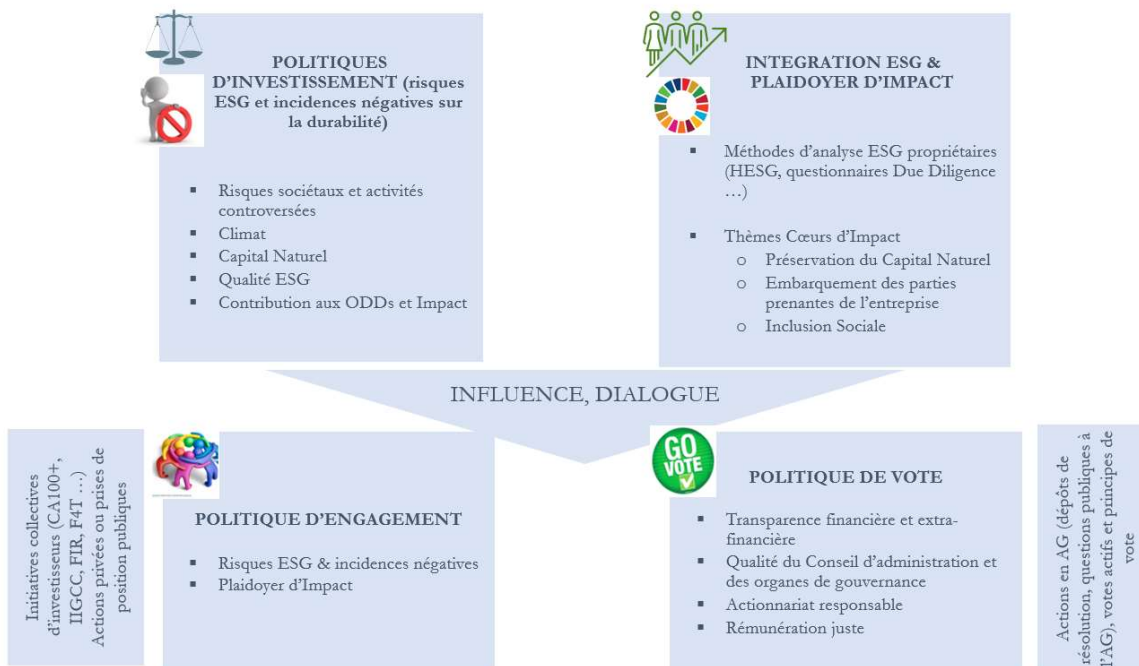 POLITIQUES
D'INVESTISSEMENT (risques
ESG et incidences négatives sur
la durabilité)
▪ Risques sociétaux et activités
controversées
▪ Climat
▪ Capital Naturel
▪ Qualité ESG
▪ Contribution aux ODDs et Impact
INTEGRATION ESG &
PLAIDOYER D'IMPACT
▪ Méthodes d'analyse ESG propriétaires
(HESG, questionnaires Due Diligence
…)
▪ Thèmes Cœurs d'Impact
o Préservation du Capital Naturel
o Embarquement des parties
prenantes de l'entreprise
o Inclusion Sociale
INFLUENCE, DIALOGUE
Initiatives collectives
d'investisseurs (CA100+,
IIGCC, FIR, F4T …)
Actions privées ou prises de
position publiques
POLITIQUE D'ENGAGEMENT
▪ Risques ESG & incidences négatives
▪ Plaidoyer d'Impact
GO
VOTE
POLITIQUE DE VOTE
▪ Transparence financière et extra-
financière
▪ Qualité du Conseil d'administration et
des organes de gouvernance
▪ Actionnariat responsable
▪ Rémunération juste
Actions en AG (dépôts de
résolution, questions publiques à
l'AG), votes actifs et principes de
vote